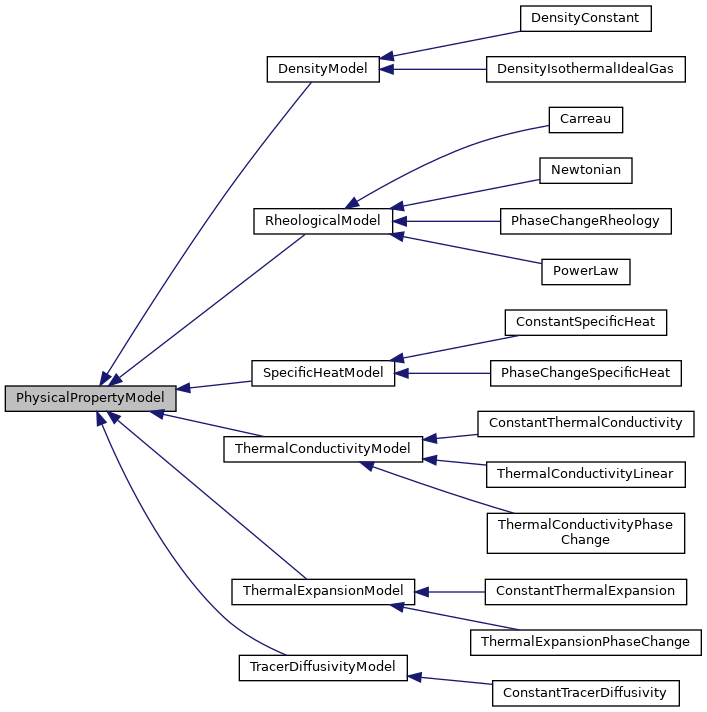 DensityConstant
DensityModel
DensityIsothermalIdealGas
Carreau
Newtonian
RheologicalModel
PhaseChangeRheology
PowerLaw
ConstantSpecificHeat
SpecificHeatModel
PhaseChangeSpecificHeat
PhysicalPropertyModel
ConstantThermalConductivity
ThermalConductivityModel
ThermalConductivityLinear
ThermalConductivityPhase
Change
ThermalExpansionModel
ConstantThermalExpansion
ThermalExpansionPhaseChange
TracerDiffusivityModel
ConstantTracerDiffusivity